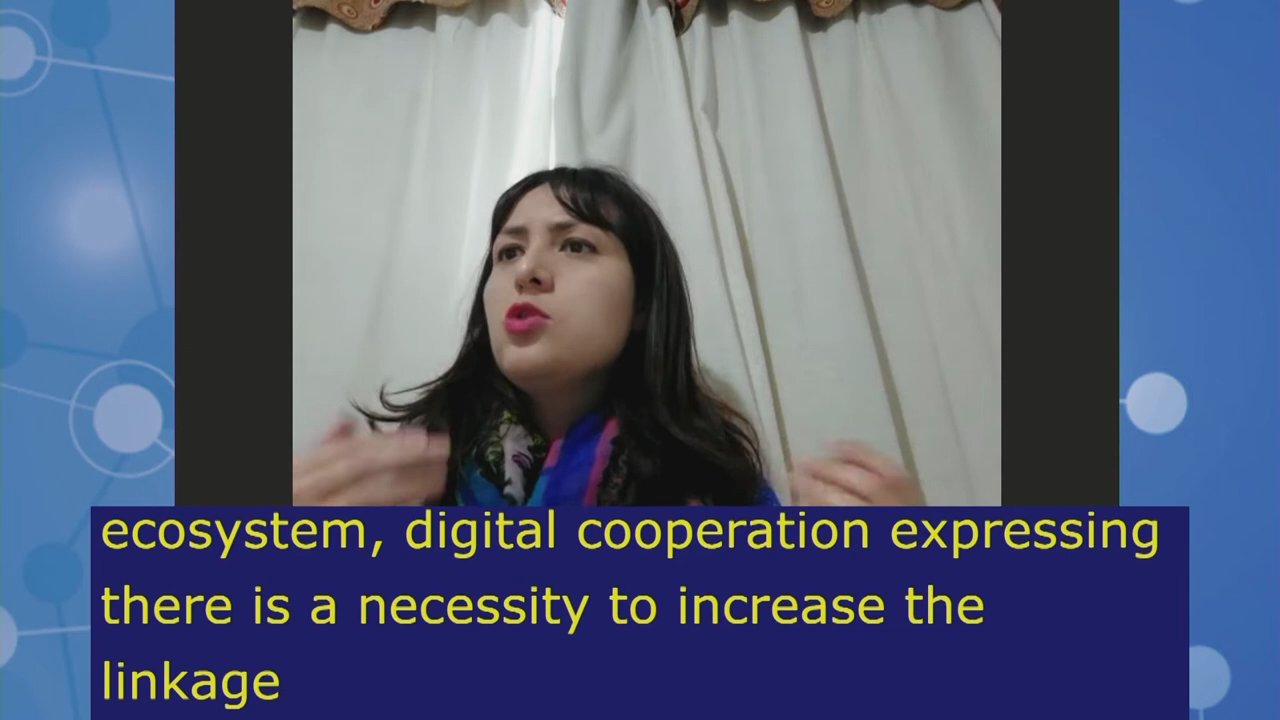 ecosystem, digital cooperation expressing
there is a necessity to increase the
linkage